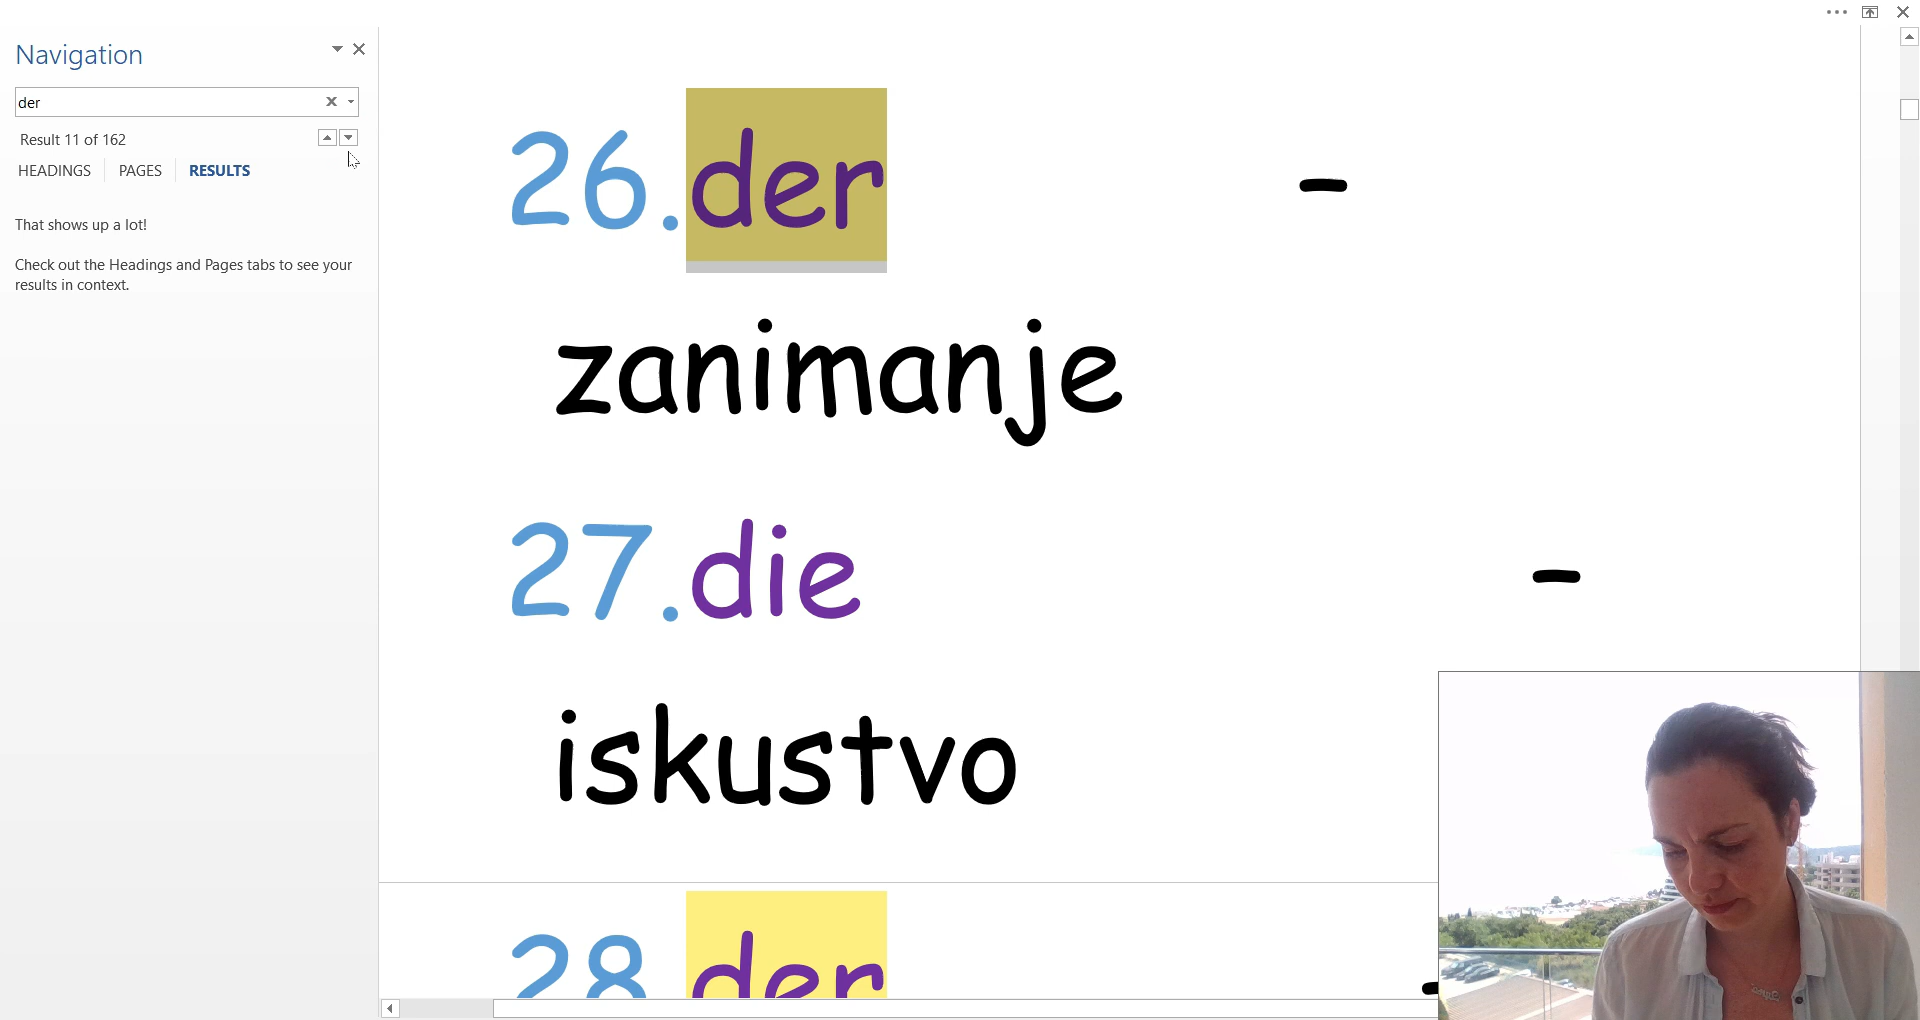 Navigation
der
Result 11 of 162
HEADINGS PAGES RESULTS
That shows up a lot!
Check out the Headings and Pages tabs to see your
results in context.
26.der -
zanimanje
27.die -
iskustvo
28 der -